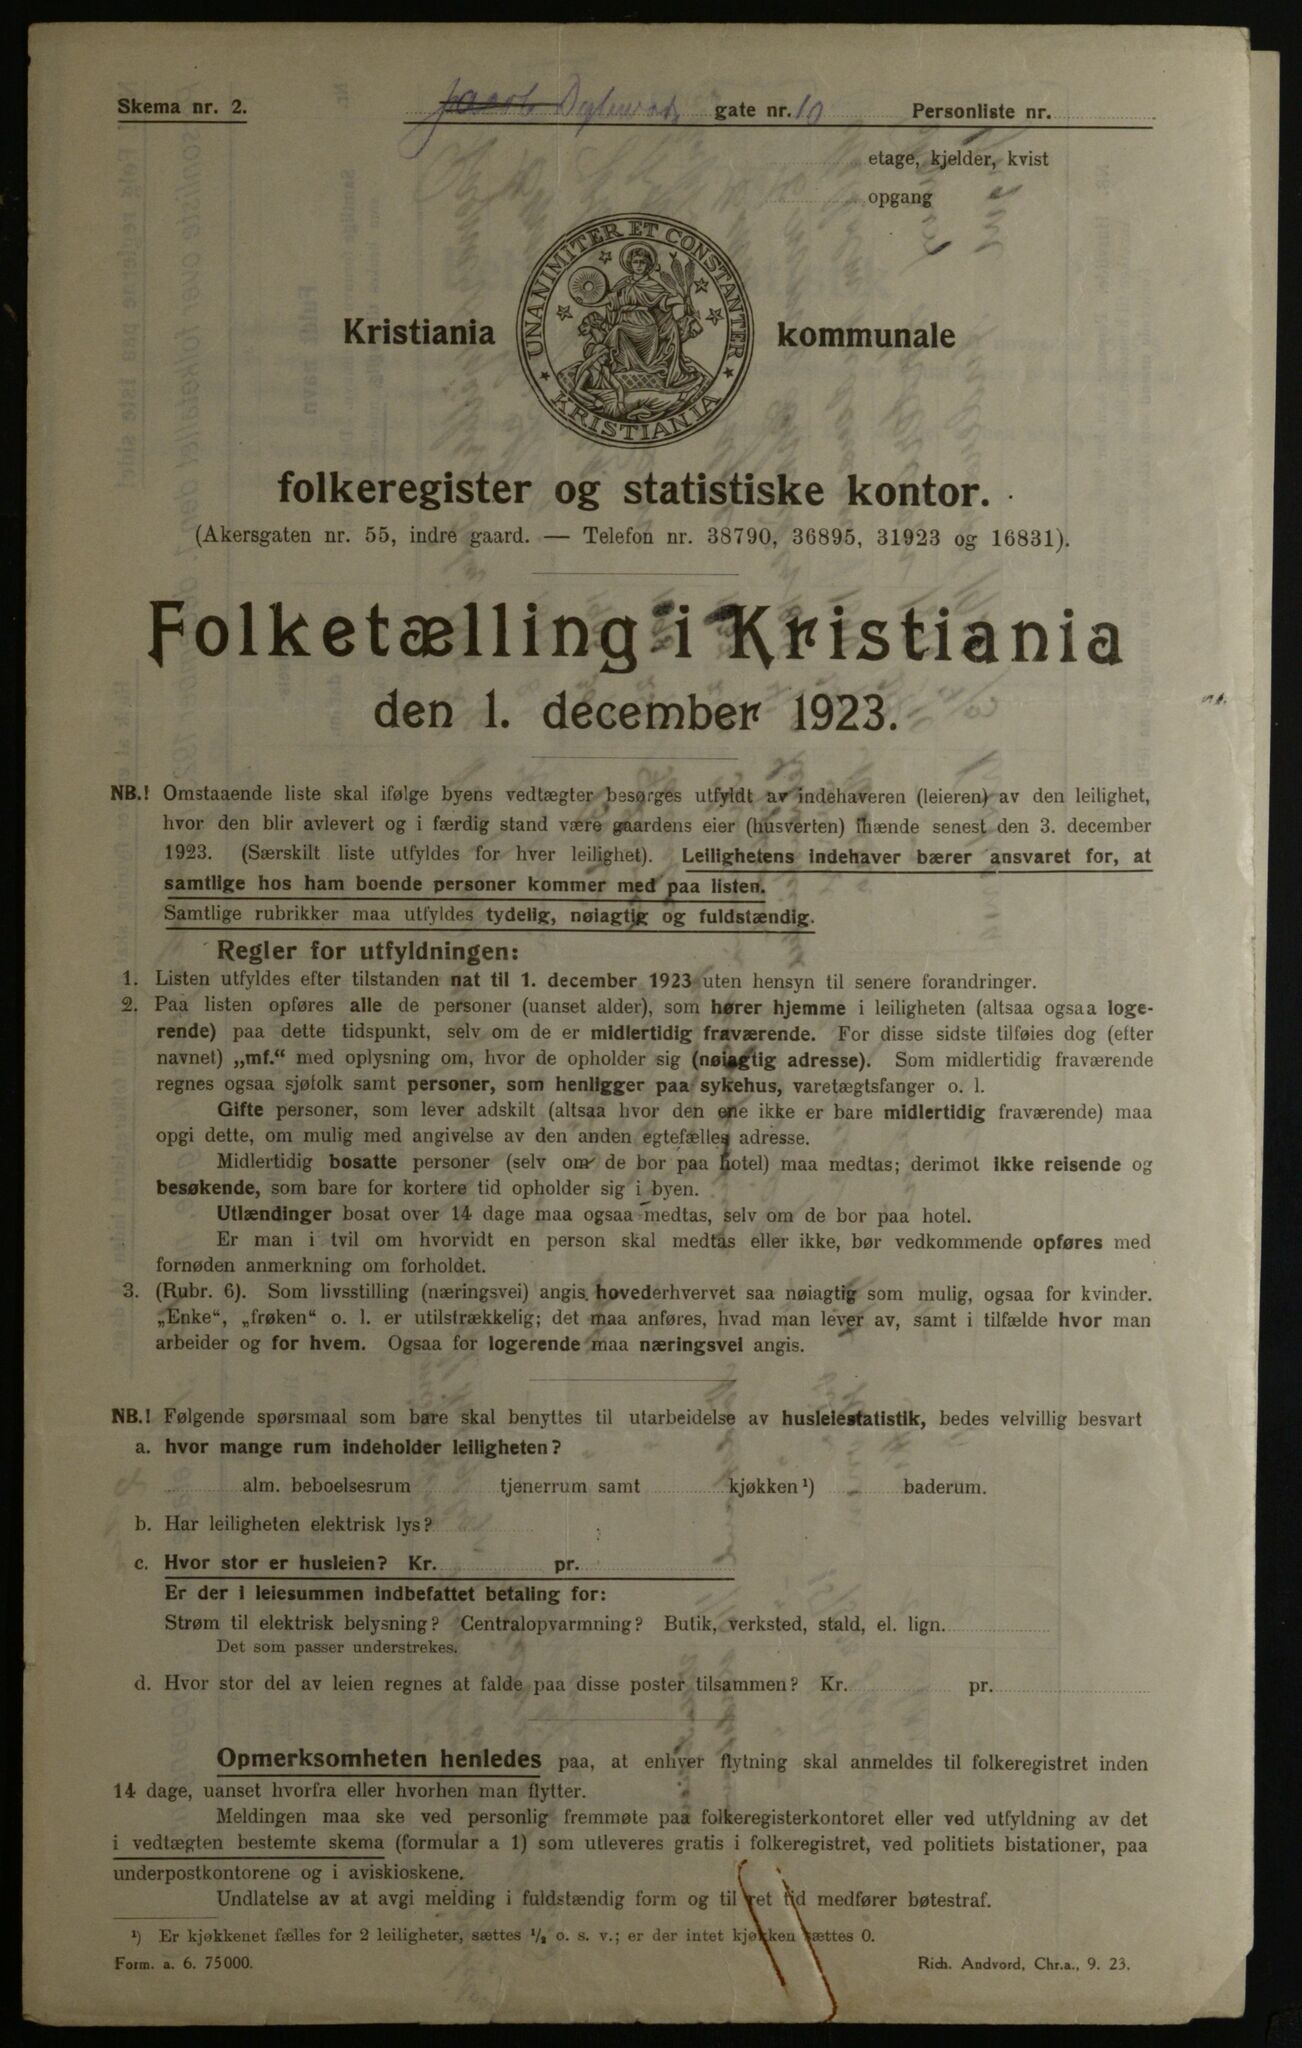 Skema nr. 2.
gate nr. 10 Personliste nr.
etage, kjelder, kvist
opgang
UNANIMITER ET CONSTANTER
KRISTIANIA
Kristiania kommunale
folkeregister og statistiske kontor.
(Akersgaten nr. 55, indre gaard. — Telefon nr. 38790, 36895, 31923 og 16831).
Folketælling i Kristiania
den 1. december 1923.
NB.! Omstaaende liste skal ifølge byens vedtægter besørges utfyldt av indehaveren (leieren) av den leilighet,
hvor den blir avlevert og i færdig stand være gaardens eier (husverten) ihænde senest den 3. december
1923. (Særskilt liste utfyldes for hver leilighet). Leilighetens indehaver bærer ansvaret for, at
samtlige hos ham boende personer kommer med paa listen.
Samtlige rubrikker maa utfyldes tydelig, nøiagtig og fuldstændig.
Regler for utfyldningen:
1. Listen utfyldes efter tilstanden nat til 1. december 1923 uten hensyn til senere forandringer.
2. Paa listen opføres alle de personer (uanset alder), som hører hjemme i leiligheten (altsaa ogsaa loge-
rende) paa dette tidspunkt, selv om de er midlertidig fraværende. For disse sidste tilføies dog (efter
navnet) „mf.“ med oplysning om, hvor de opholder sig (nøiagtig adresse). Som midlertidig fraværende
regnes ogsaa sjøfolk samt personer, som henligger paa sykehus, varetægtsfanger o. l.
Gifte personer, som lever adskilt (altsaa hvor den ene ikke er bare midlertidig fraværende) maa
opgi dette, om mulig med angivelse av den anden egtefælles adresse.
Midlertidig bosatte personer (selv om de bor paa hotel) maa medtas; derimot ikke reisende og
besøkende, som bare for kortere tid opholder sig i byen.
Utlændinger bosat over 14 dage maa ogsaa medtas, selv om de bor paa hotel.
Er man i tvil om hvorvidt en person skal medtas eller ikke, bør vedkommende opføres med
fornøden anmerkning om forholdet.
3. (Rubr. 6). Som livsstilling (næringsvei) angis hovederhvervet saa nøiagtig som mulig, ogsaa for kvinder.
„Enke“, „frøken“ o. l. er utilstrækkelig; det maa anføres, hvad man lever av, samt i tilfælde hvor man
arbeider og for hvem. Ogsaa for logerende maa næringsvei angis.
NB.! Følgende spørsmaal som bare skal benyttes til utarbeidelse av husleiestatistik, bedes velvillig besvart
a. hvor mange rum indeholder leiligheten?
alm. beboelsesrum tjenerrum samt kjøkken¹) baderum.
b. Har leiligheten elektrisk lys?
c. Hvor stor er husleien? Kr. pr.
Er der i leiesummen indbefattet betaling for:
Strøm til elektrisk belysning? Centralopvarmning? Butik, verksted, stald, el. lign.
Det som passer understrekes.
d. Hvor stor del av leien regnes at falde paa disse poster tilsammen? Kr. pr.
Opmerksomheten henledes paa, at enhver flytning skal anmeldes til folkeregistret inden
14 dage, uanset hvorfra eller hvorhen man flytter.
Meldingen maa ske ved personlig fremmøte paa folkeregisterkontoret eller ved utfyldning av det
i vedtægten bestemte skema (formular a 1) som utleveres gratis i folkeregistret, ved politiets bistationer, paa
underpostkontorene og i aviskioskene.
Undlatelse av at avgi melding i fuldstændig form og til ret tid medfører bøtestraf.
¹) Er kjøkkenet fælles for 2 leiligheter, sættes ½ o. s. v.; er der intet kjøkken sættes 0.
Form. a. 6. 75000. Rich. Andvord, Chr.a., 9. 23.